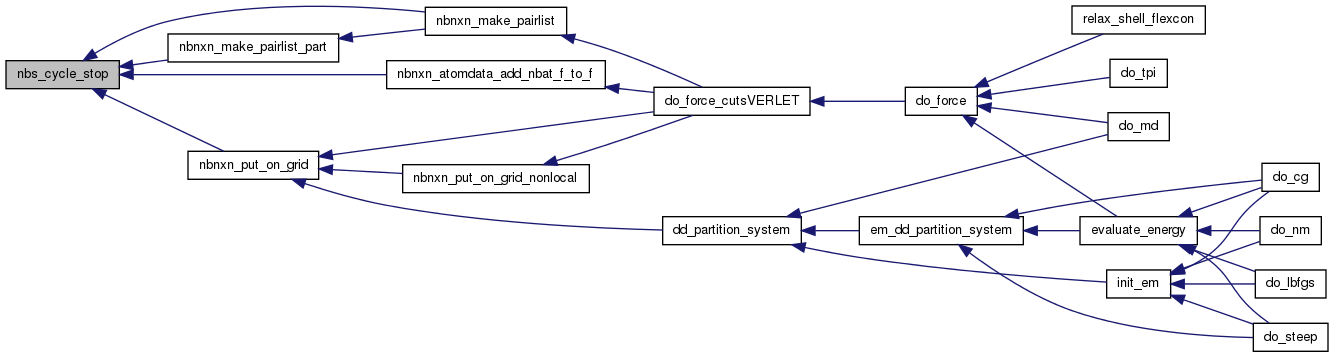 nbs_cycle_stop
nbnxn_make_pairlist
nbnxn_make_pairlist_part
nbnxn_atomdata_add_nbat_f_to_f
nbnxn_put_on_grid
nbnxn_put_on_grid_nonlocal
do_force_cutsVERLET
dd_partition_system
do_force
em_dd_partition_system
relax_shell_flexcon
do_tpi
do_md
evaluate_energy
init_em
do_cg
do_nm
do_lbfgs
do_steep